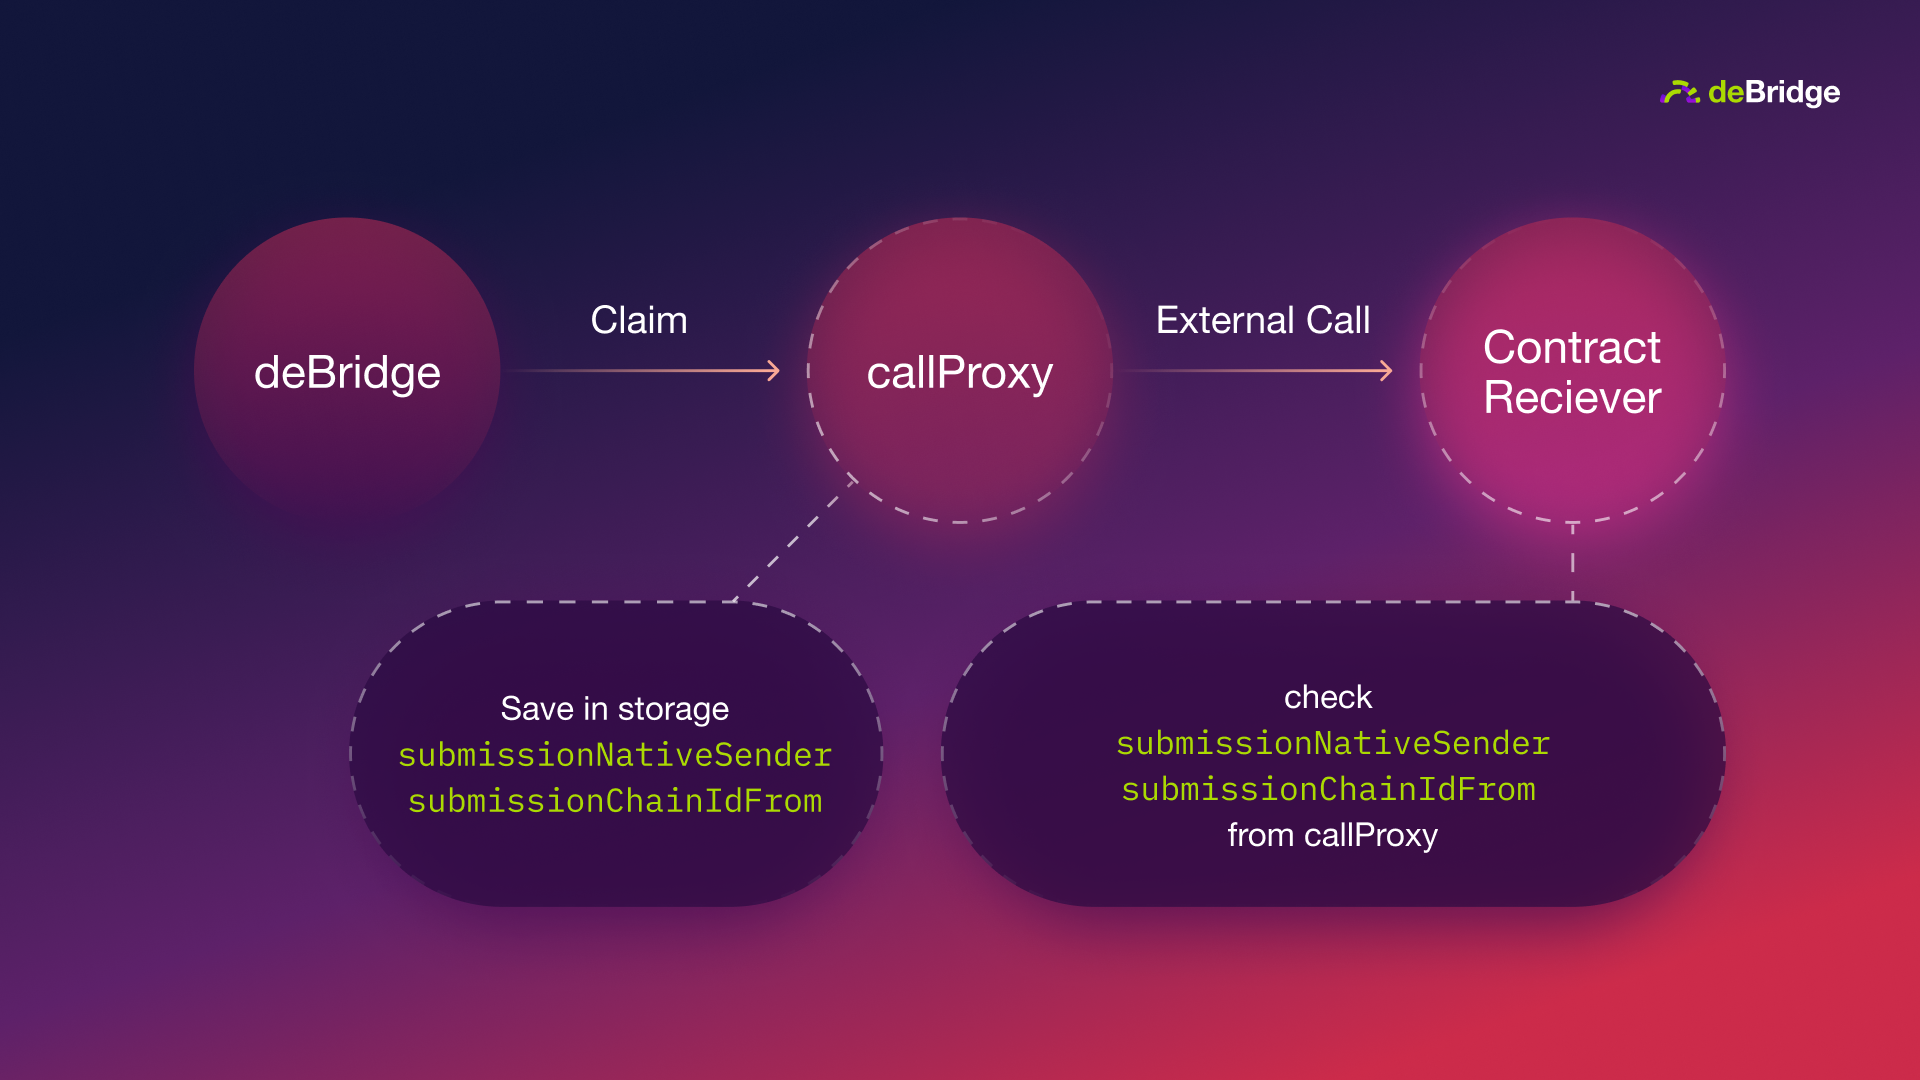 deBridge
deBridge
Claim
callProxy
External Call
Contract
Reciever
Save in storage
submissionNativeSender
submissionChainIdFrom
check
submissionNativeSender
submissionChainIdFrom
from callProxy